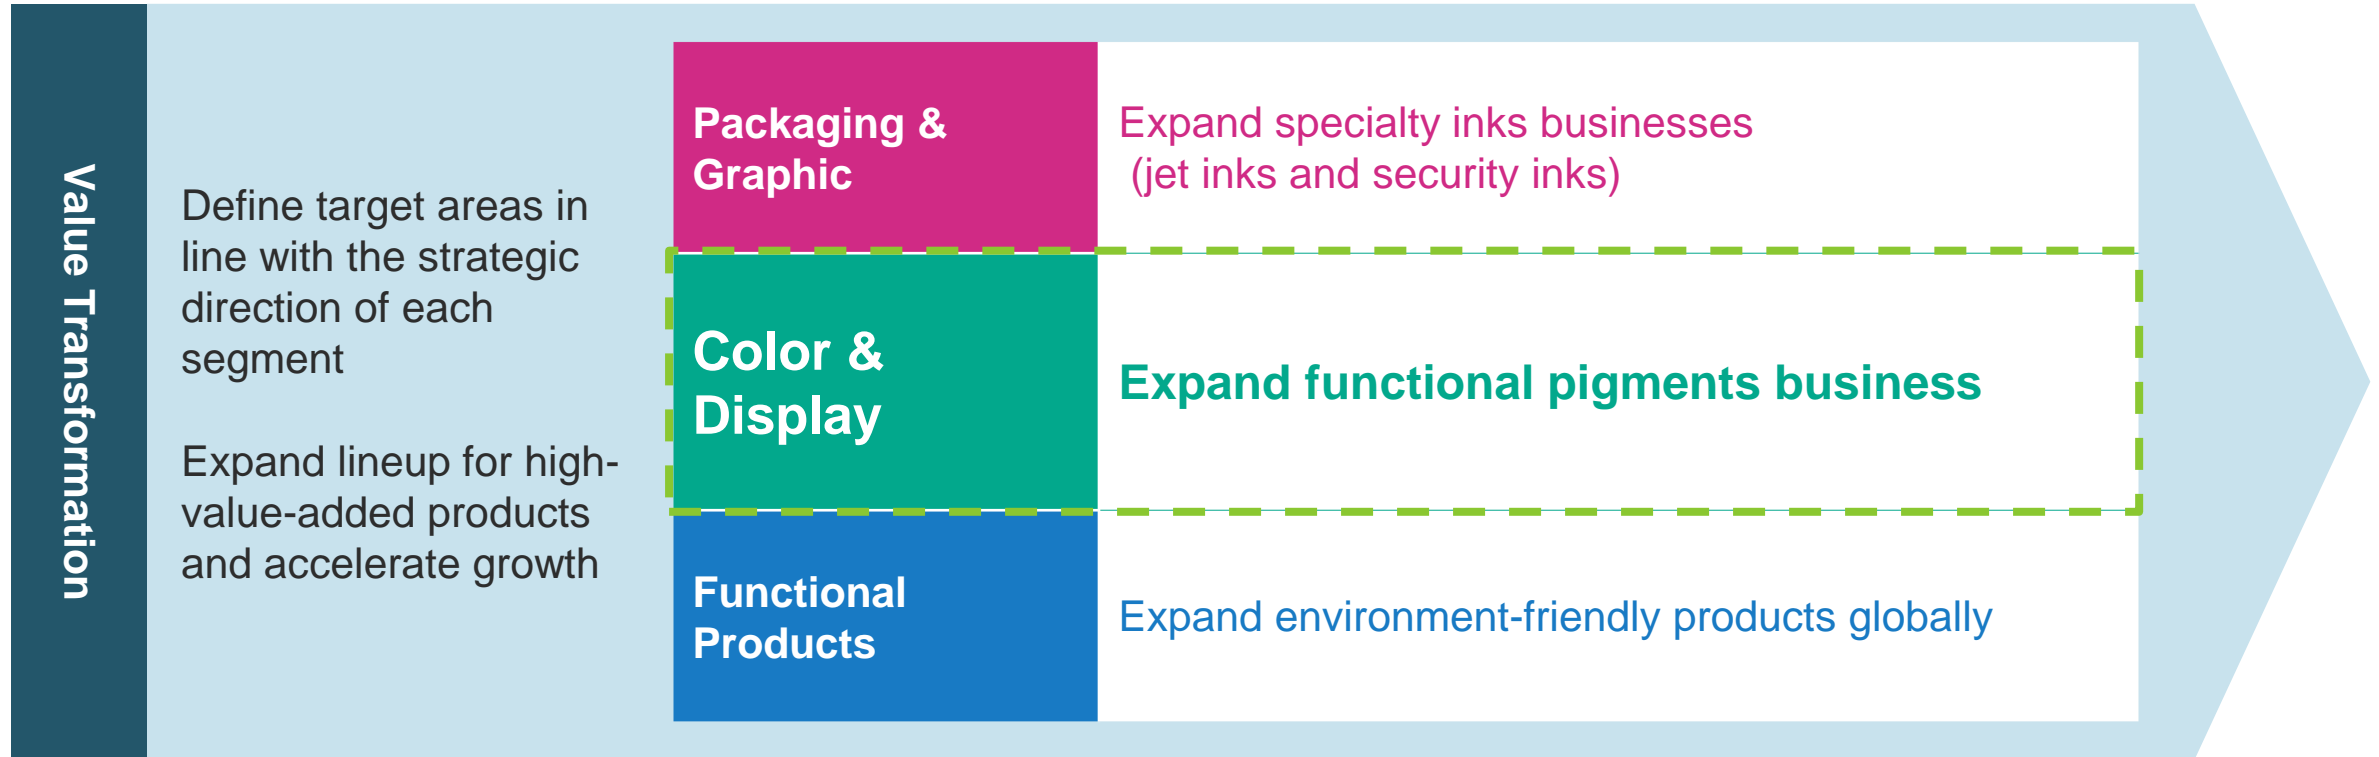 Value Transformation
Define target areas in
line with the strategic
direction of each
segment
Expand lineup for high-
value-added products
and accelerate growth
Packaging &
Graphic
Expand specialty inks businesses
(jet inks and security inks)
Color &
Display
Expand functional pigments business
Functional
Products
Expand environment-friendly products globally